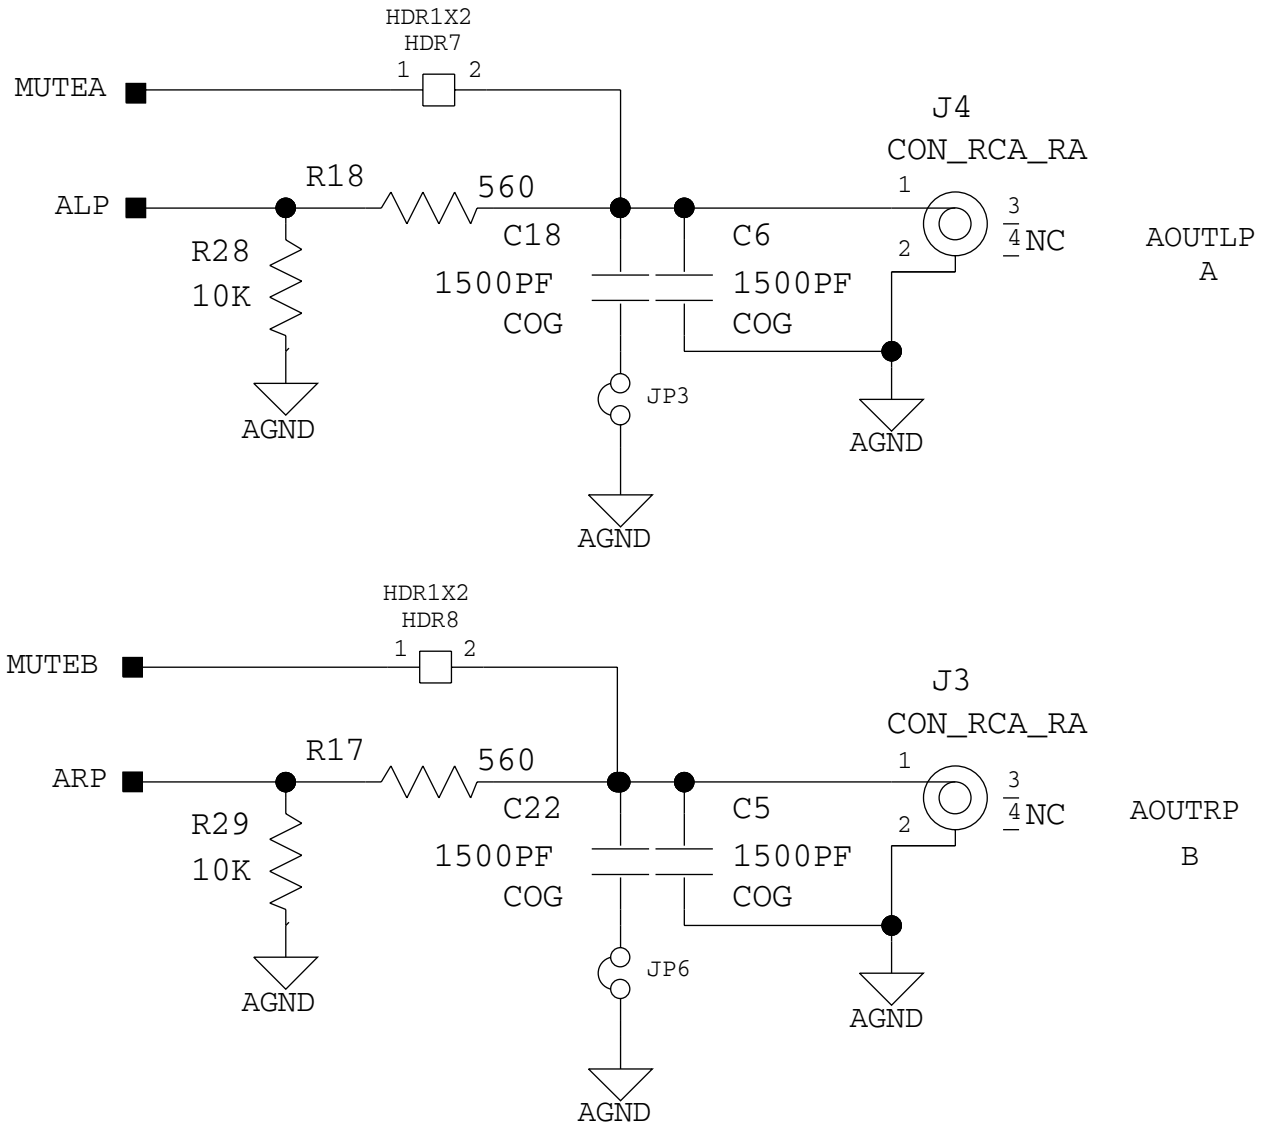 HDR1X2
HDR7
1 2
MUTEA
J4
CON_RCA_RA
R18
560
1
3
ALP
C18
C6
2
4
NC
AOUTLP
A
R28
10K
1500PF
1500PF
COG
COG
JP3
AGND
AGND
AGND
HDR1X2
HDR8
1 2
MUTEB
J3
CON_RCA_RA
R17
560
1
3
ARP
C22
C5
2
4
NC
AOUTRP
B
R29
10K
1500PF
1500PF
COG
COG
JP6
AGND
AGND
AGND